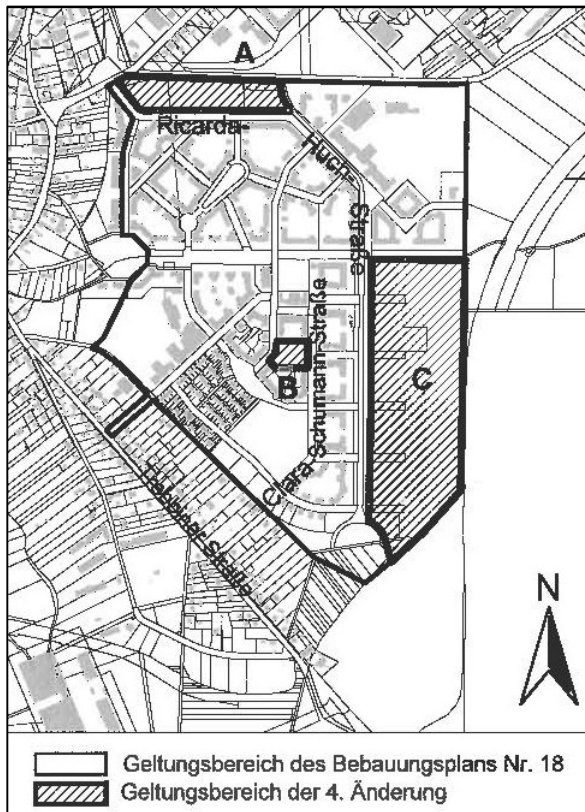 A
Ricarda-
Huch-
Straße
Clara-Schumann-Straße
B
C
N
Geltungsbereich des Bebauungsplans Nr. 18
Geltungsbereich der 4. Änderung